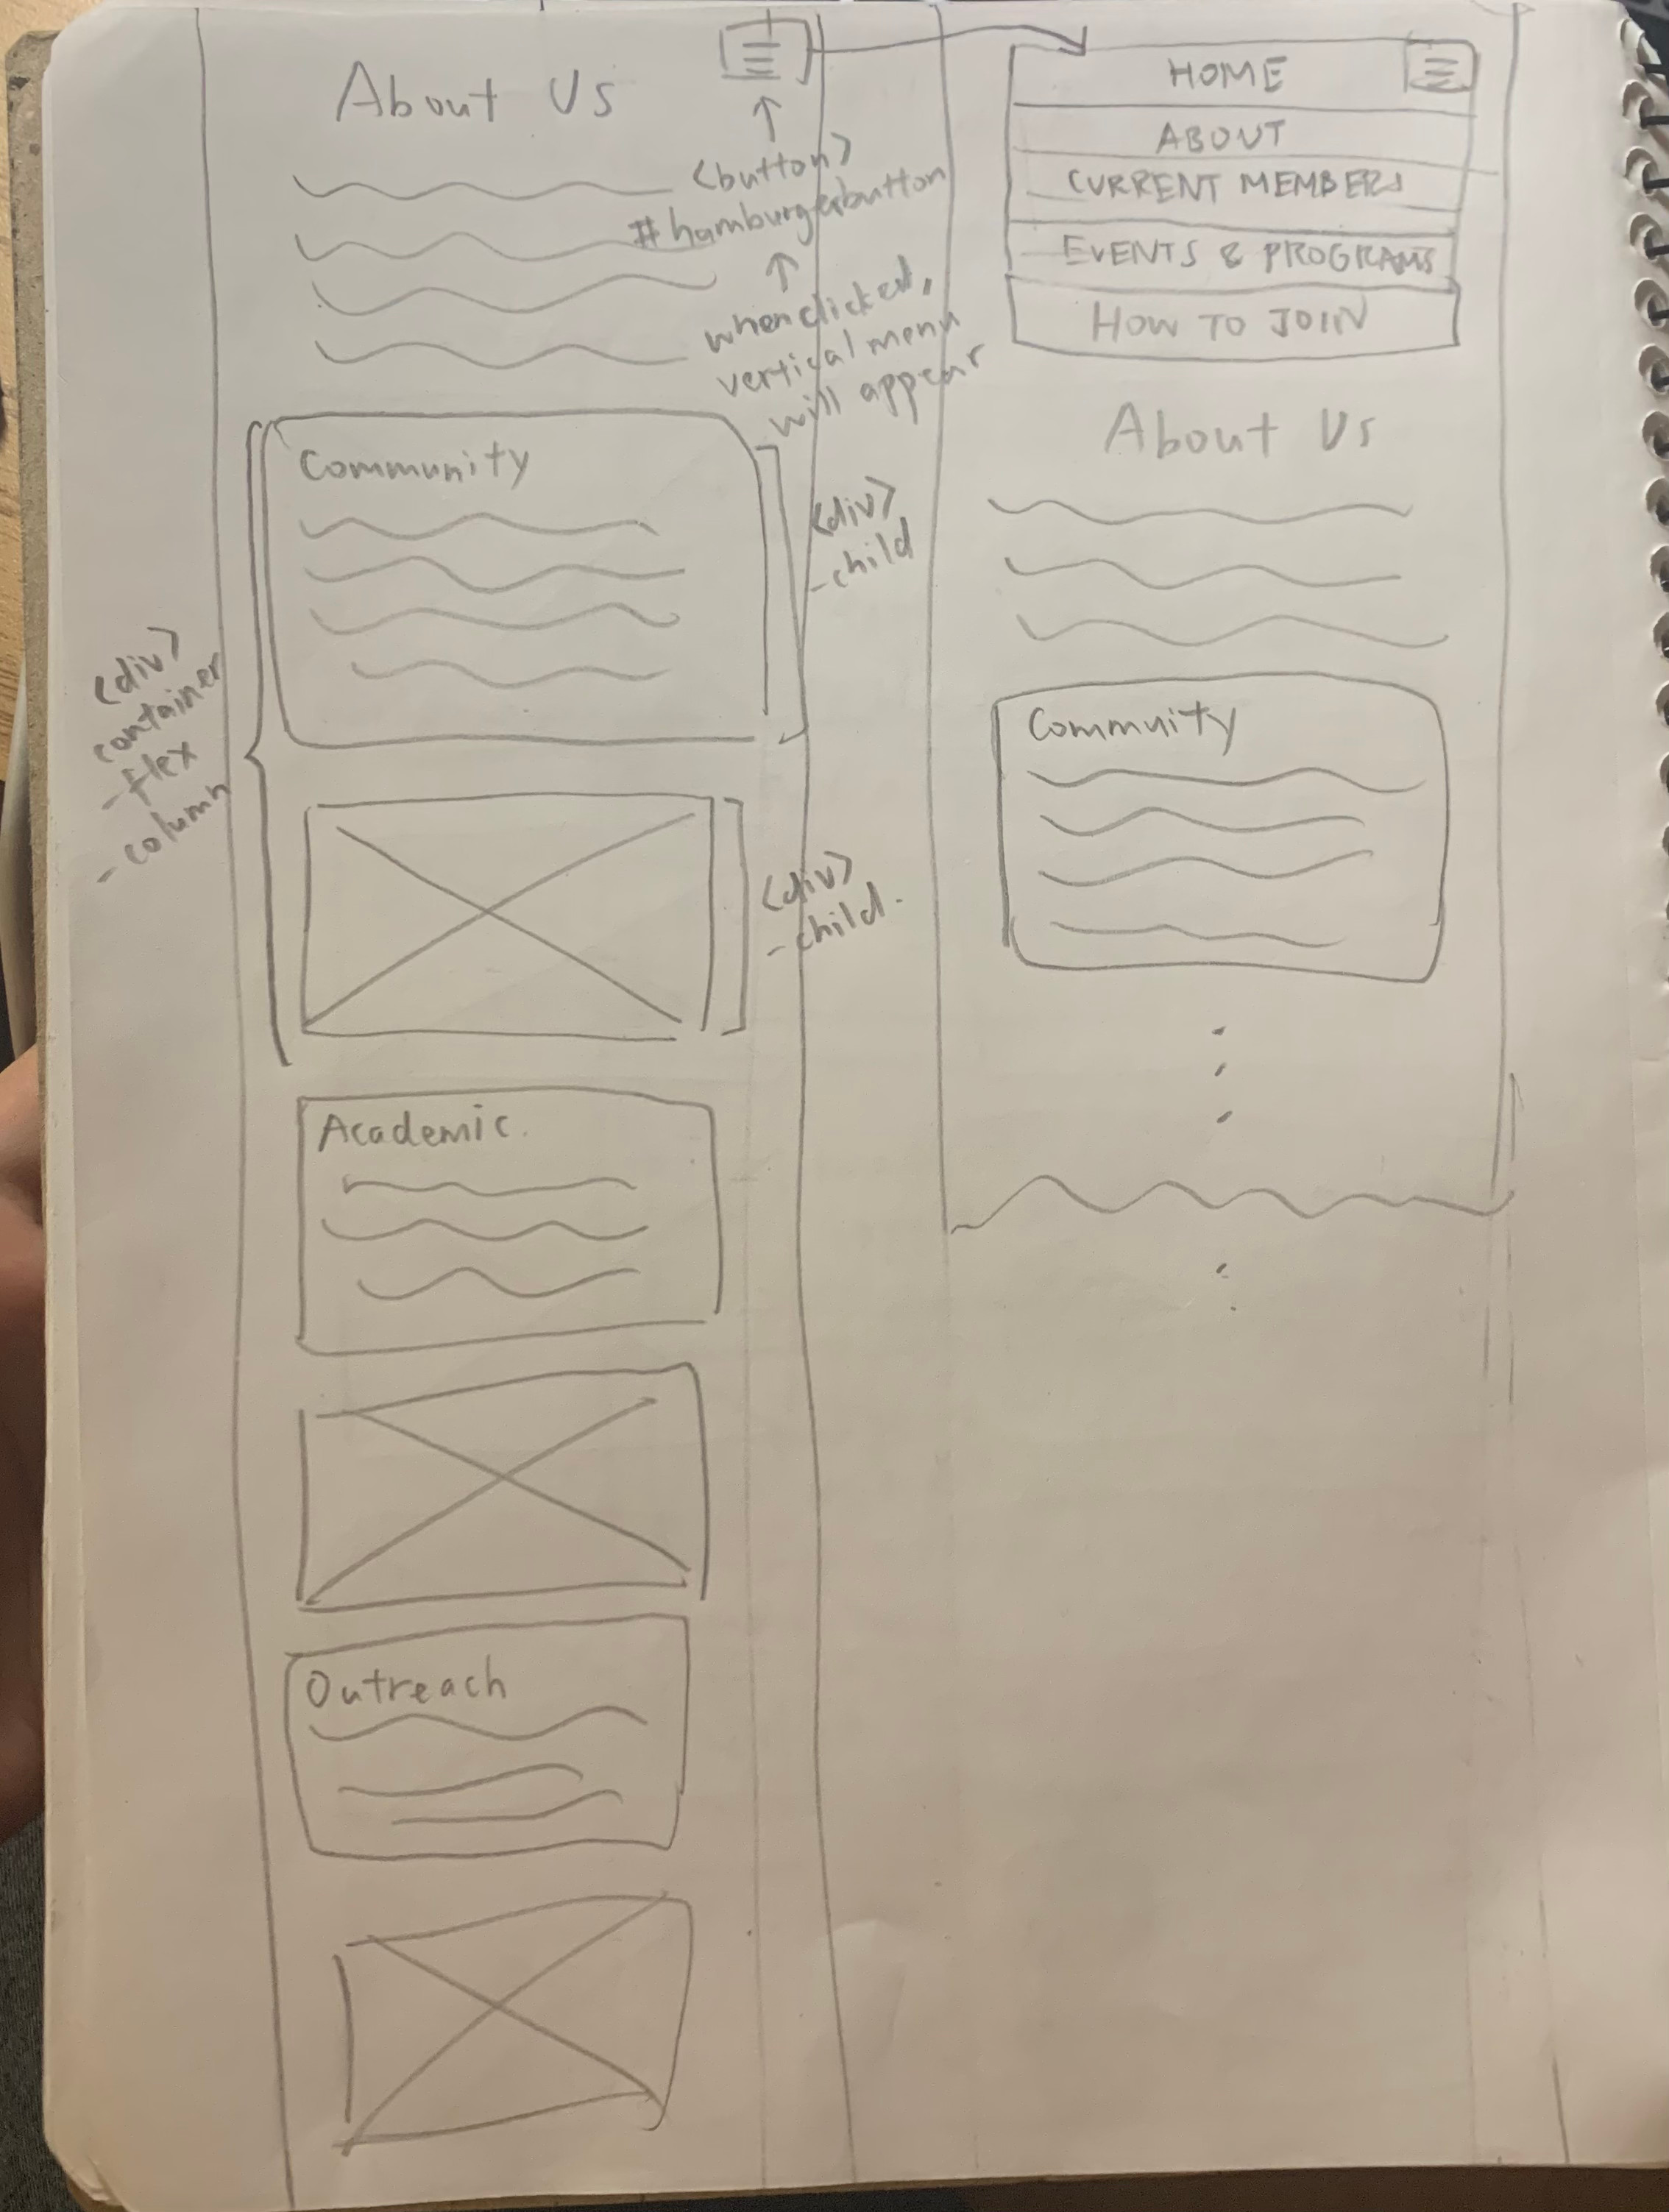 About Us
<button>
#hamburgerbutton
when clicked,
vertical menu
will appear
Community
<div>
-child
<div>
container
-flex
-column
<div>
-child.
Academic.
Outreach
HOME
ABOUT
CURRENT MEMBERS
EVENTS & PROGRAMS
HOW TO JOIN
About Us
Commuity